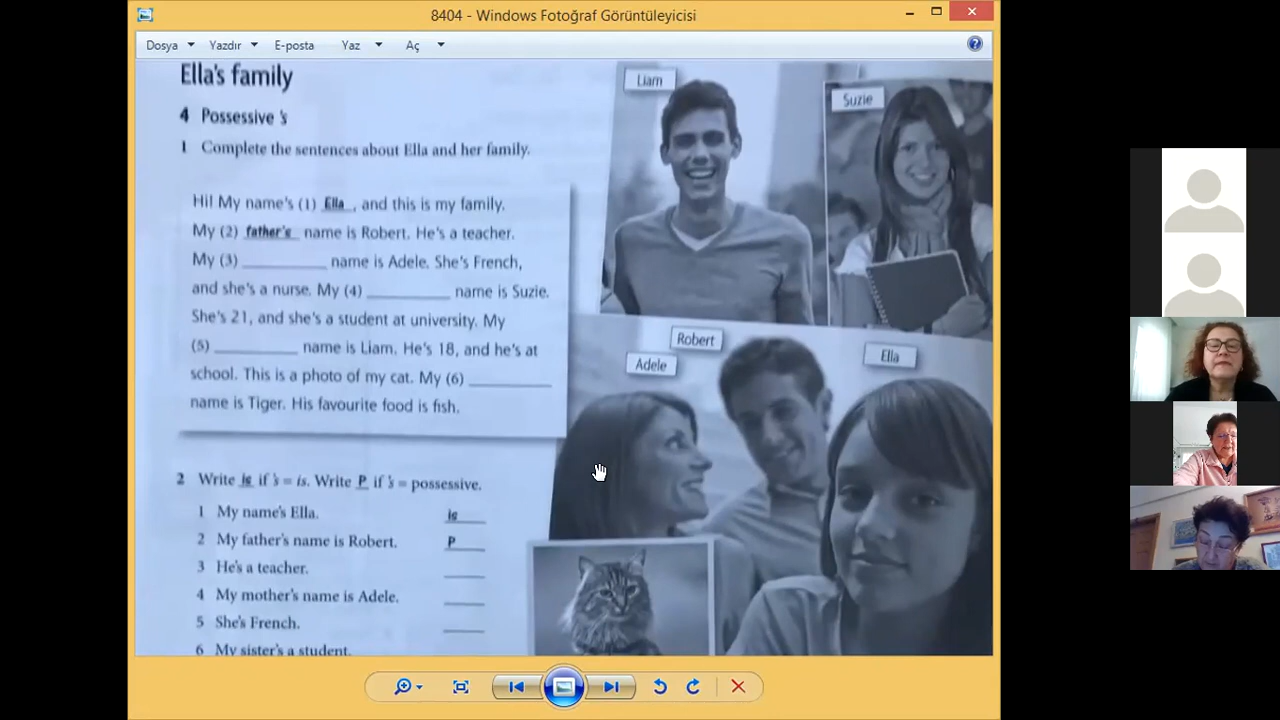 8404 - Windows Fotoğraf Görüntüleyicisi
Dosya Yazdır E-posta Yaz Aç
Ella's family
4 Possessive 's
1 Complete the sentences about Ella and her family.
Hi! My name's (1) Ella , and this is my family.
My (2) father's name is Robert. He's a teacher.
My (3) __________ name is Adele. She's French,
and she's a nurse. My (4) __________ name is Suzie.
She's 21, and she's a student at university. My
(5) __________ name is Liam. He's 18, and he's at
school. This is a photo of my cat. My (6) __________
name is Tiger. His favourite food is fish.
2 Write is if 's = is. Write P if 's = possessive.
1 My name's Ella. is
2 My father's name is Robert. P
3 He's a teacher. _____
4 My mother's name is Adele. _____
5 She's French. _____
6 My sister's a student.
Liam
Suzie
Robert
Adele
Ella